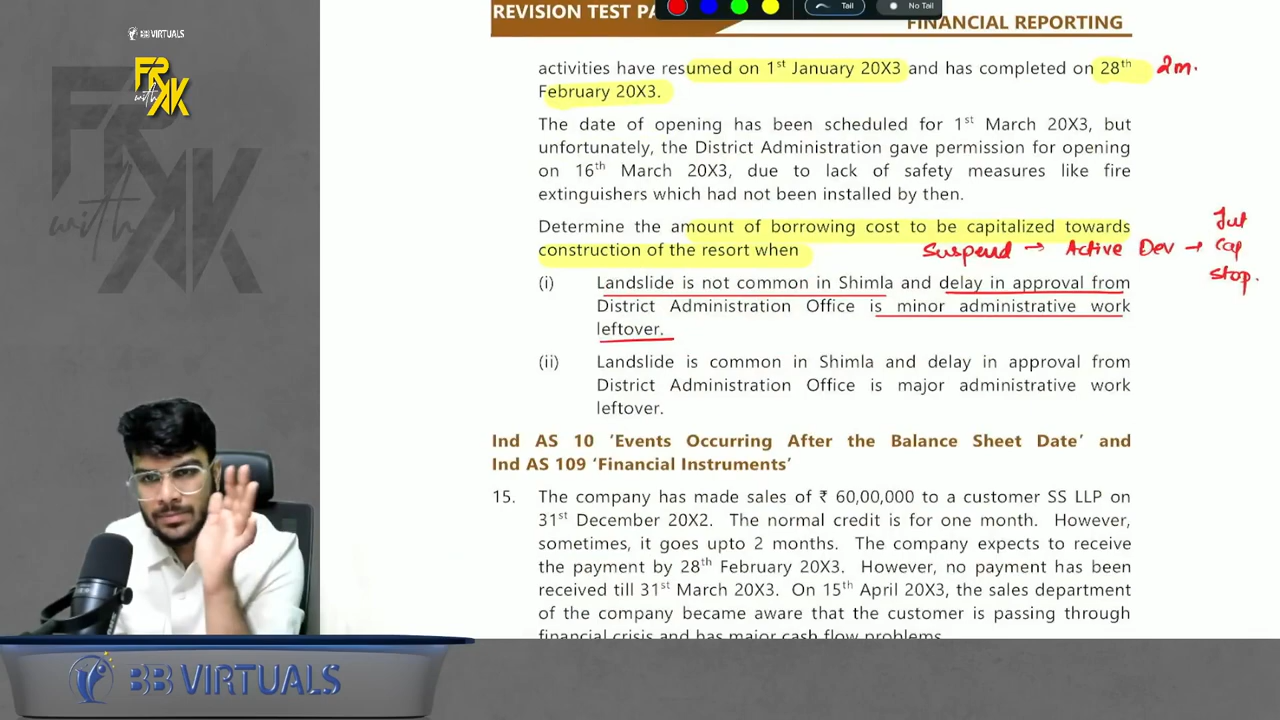 REVISION TEST PA
Tail
No Tail
FINANCIAL REPORTING
BB VIRTUALS
FR
with
KK
activities have resumed on 1st January 20X3 and has completed on 28th 2m.
February 20X3.
The date of opening has been scheduled for 1st March 20X3, but
unfortunately, the District Administration gave permission for opening
on 16th March 20X3, due to lack of safety measures like fire
extinguishers which had not been installed by then.
Determine the amount of borrowing cost to be capitalized towards
construction of the resort when
Suspend → Active Dev → Int
Cap
stop.
(i) Landslide is not common in Shimla and delay in approval from
District Administration Office is minor administrative work
leftover.
(ii) Landslide is common in Shimla and delay in approval from
District Administration Office is major administrative work
leftover.
Ind AS 10 ‘Events Occurring After the Balance Sheet Date’ and
Ind AS 109 ‘Financial Instruments’
15. The company has made sales of ₹ 60,00,000 to a customer SS LLP on
31st December 20X2. The normal credit is for one month. However,
sometimes, it goes upto 2 months. The company expects to receive
the payment by 28th February 20X3. However, no payment has been
received till 31st March 20X3. On 15th April 20X3, the sales department
of the company became aware that the customer is passing through
financial crisis and has major cash flow problems.
BB VIRTUALS